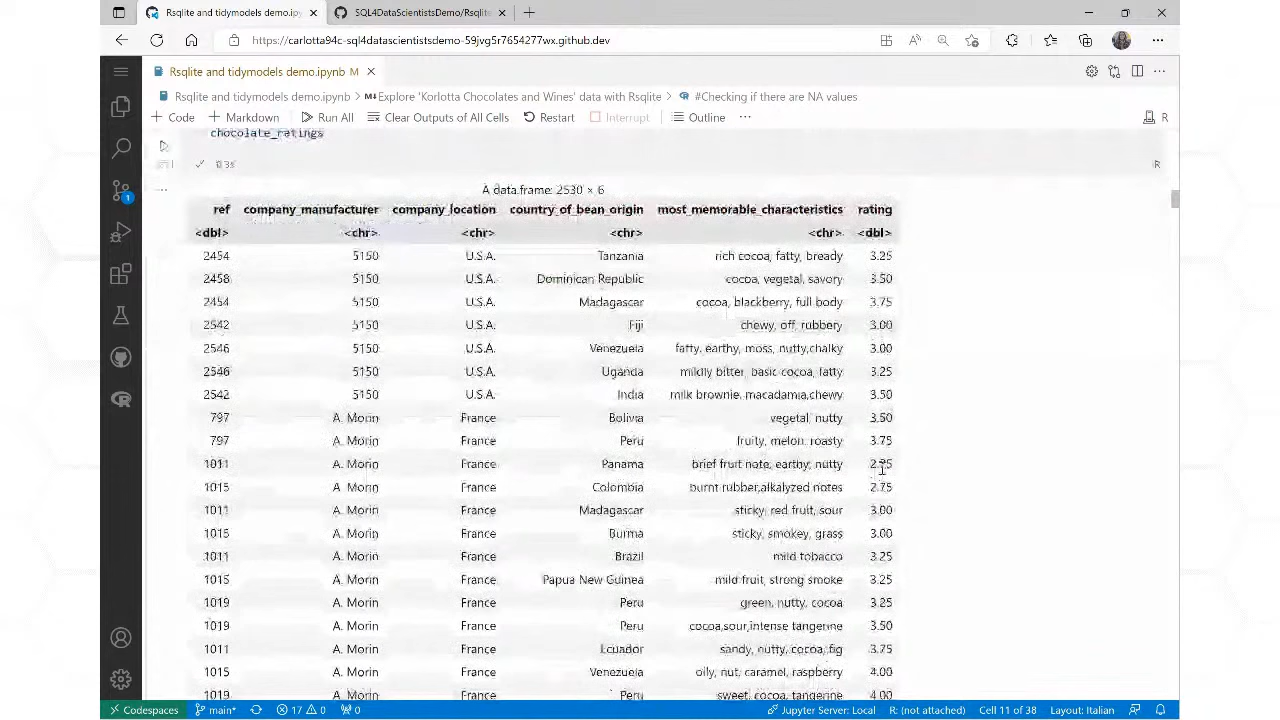 Rsqlite and tidymodels demo.ipy
SQL4DataScientistsDemo/Rsqlite
https://carlotta94c-sql4datascientistsdemo-59jvg5r7654277wx.github.dev
Rsqlite and tidymodels demo.ipynb M
Rsqlite and tidymodels demo.ipynb > M↓Explore 'Korlotta Chocolates and Wines' data with Rsqlite > #Checking if there are NA values
+ Code + Markdown Run All Clear Outputs of All Cells Restart Interrupt Outline ··· R
chocolate_ratings
R
A data.frame: 2530 × 6
ref company_manufacturer company_location country_of_bean_origin most_memorable_characteristics rating
<dbl> <chr> <chr> <chr> <chr> <dbl>
2454 5150 U.S.A. Tanzania rich cocoa, fatty, bready 3.25
2458 5150 U.S.A. Dominican Republic cocoa, vegetal, savory 3.50
2454 5150 U.S.A. Madagascar cocoa, blackberry, full body 3.75
2542 5150 U.S.A. Fiji chewy, off, rubbery 3.00
2546 5150 U.S.A. Venezuela fatty, earthy, moss, nutty,chalky 3.00
2546 5150 U.S.A. Uganda mildly bitter, basic cocoa, fatty 3.25
2542 5150 U.S.A. India milk brownie, macadamia,chewy 3.50
797 A. Morin France Bolivia vegetal, nutty 3.50
797 A. Morin France Peru fruity, melon, roasty 3.75
1011 A. Morin France Panama brief fruit note, earthy, nutty 2.75
1015 A. Morin France Colombia burnt rubber,alkalyzed notes 2.75
1011 A. Morin France Madagascar sticky, red fruit, sour 3.00
1015 A. Morin France Burma sticky, smokey, grass 3.00
1011 A. Morin France Brazil mild tobacco 3.25
1015 A. Morin France Papua New Guinea mild fruit, strong smoke 3.25
1019 A. Morin France Peru green, nutty, cocoa 3.25
1019 A. Morin France Peru cocoa,sour,intense tangerine 3.50
1011 A. Morin France Ecuador sandy, nutty, cocoa, fig 3.75
1015 A. Morin France Venezuela oily, nut, caramel, raspberry 4.00
1019 A. Morin France Peru sweet, cocoa, tangerine 4.00
1
Codespaces main* 17 0 0 Jupyter Server: Local R: (not attached) Cell 11 of 38 Layout: Italian